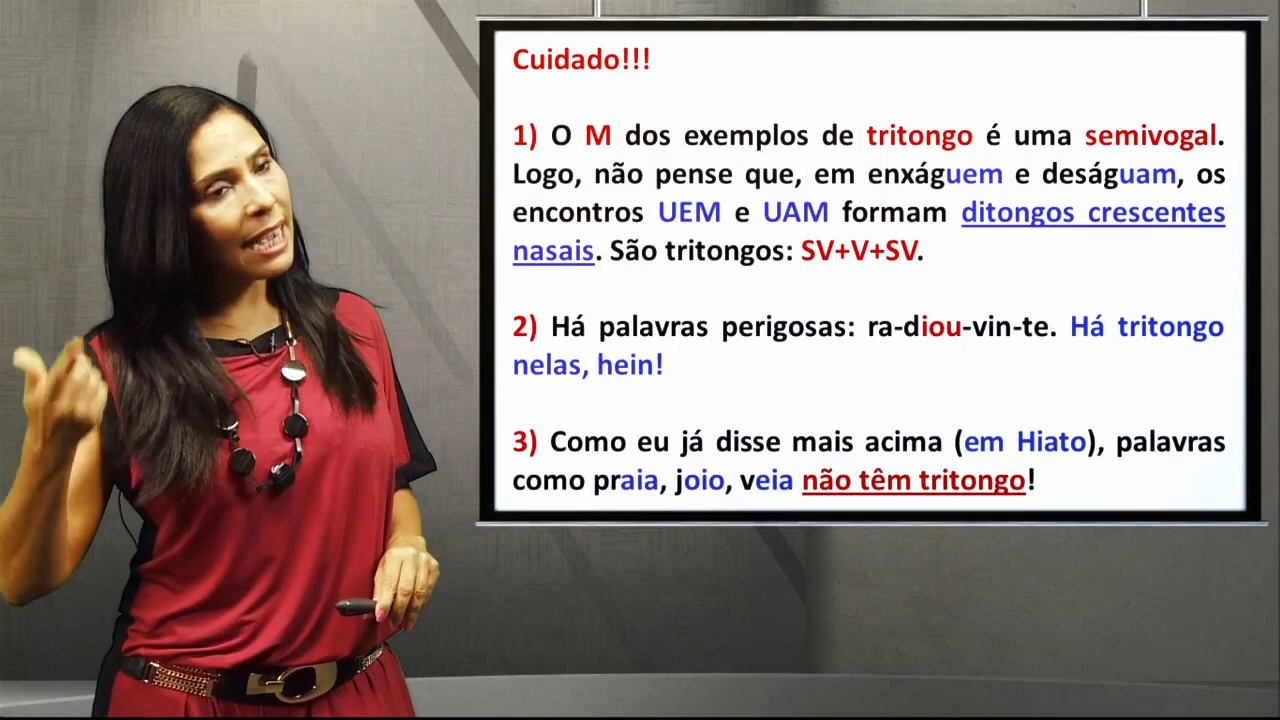 Cuidado!!!
1) O M dos exemplos de tritongo é uma semivogal.
Logo, não pense que, em enxáguem e deságuam, os
encontros UEM e UAM formam ditongos crescentes
nasais. São tritongos: SV+V+SV.
2) Há palavras perigosas: ra-diou-vin-te. Há tritongo
nelas, hein!
3) Como eu já disse mais acima (em Hiato), palavras
como praia, joio, veia não têm tritongo!